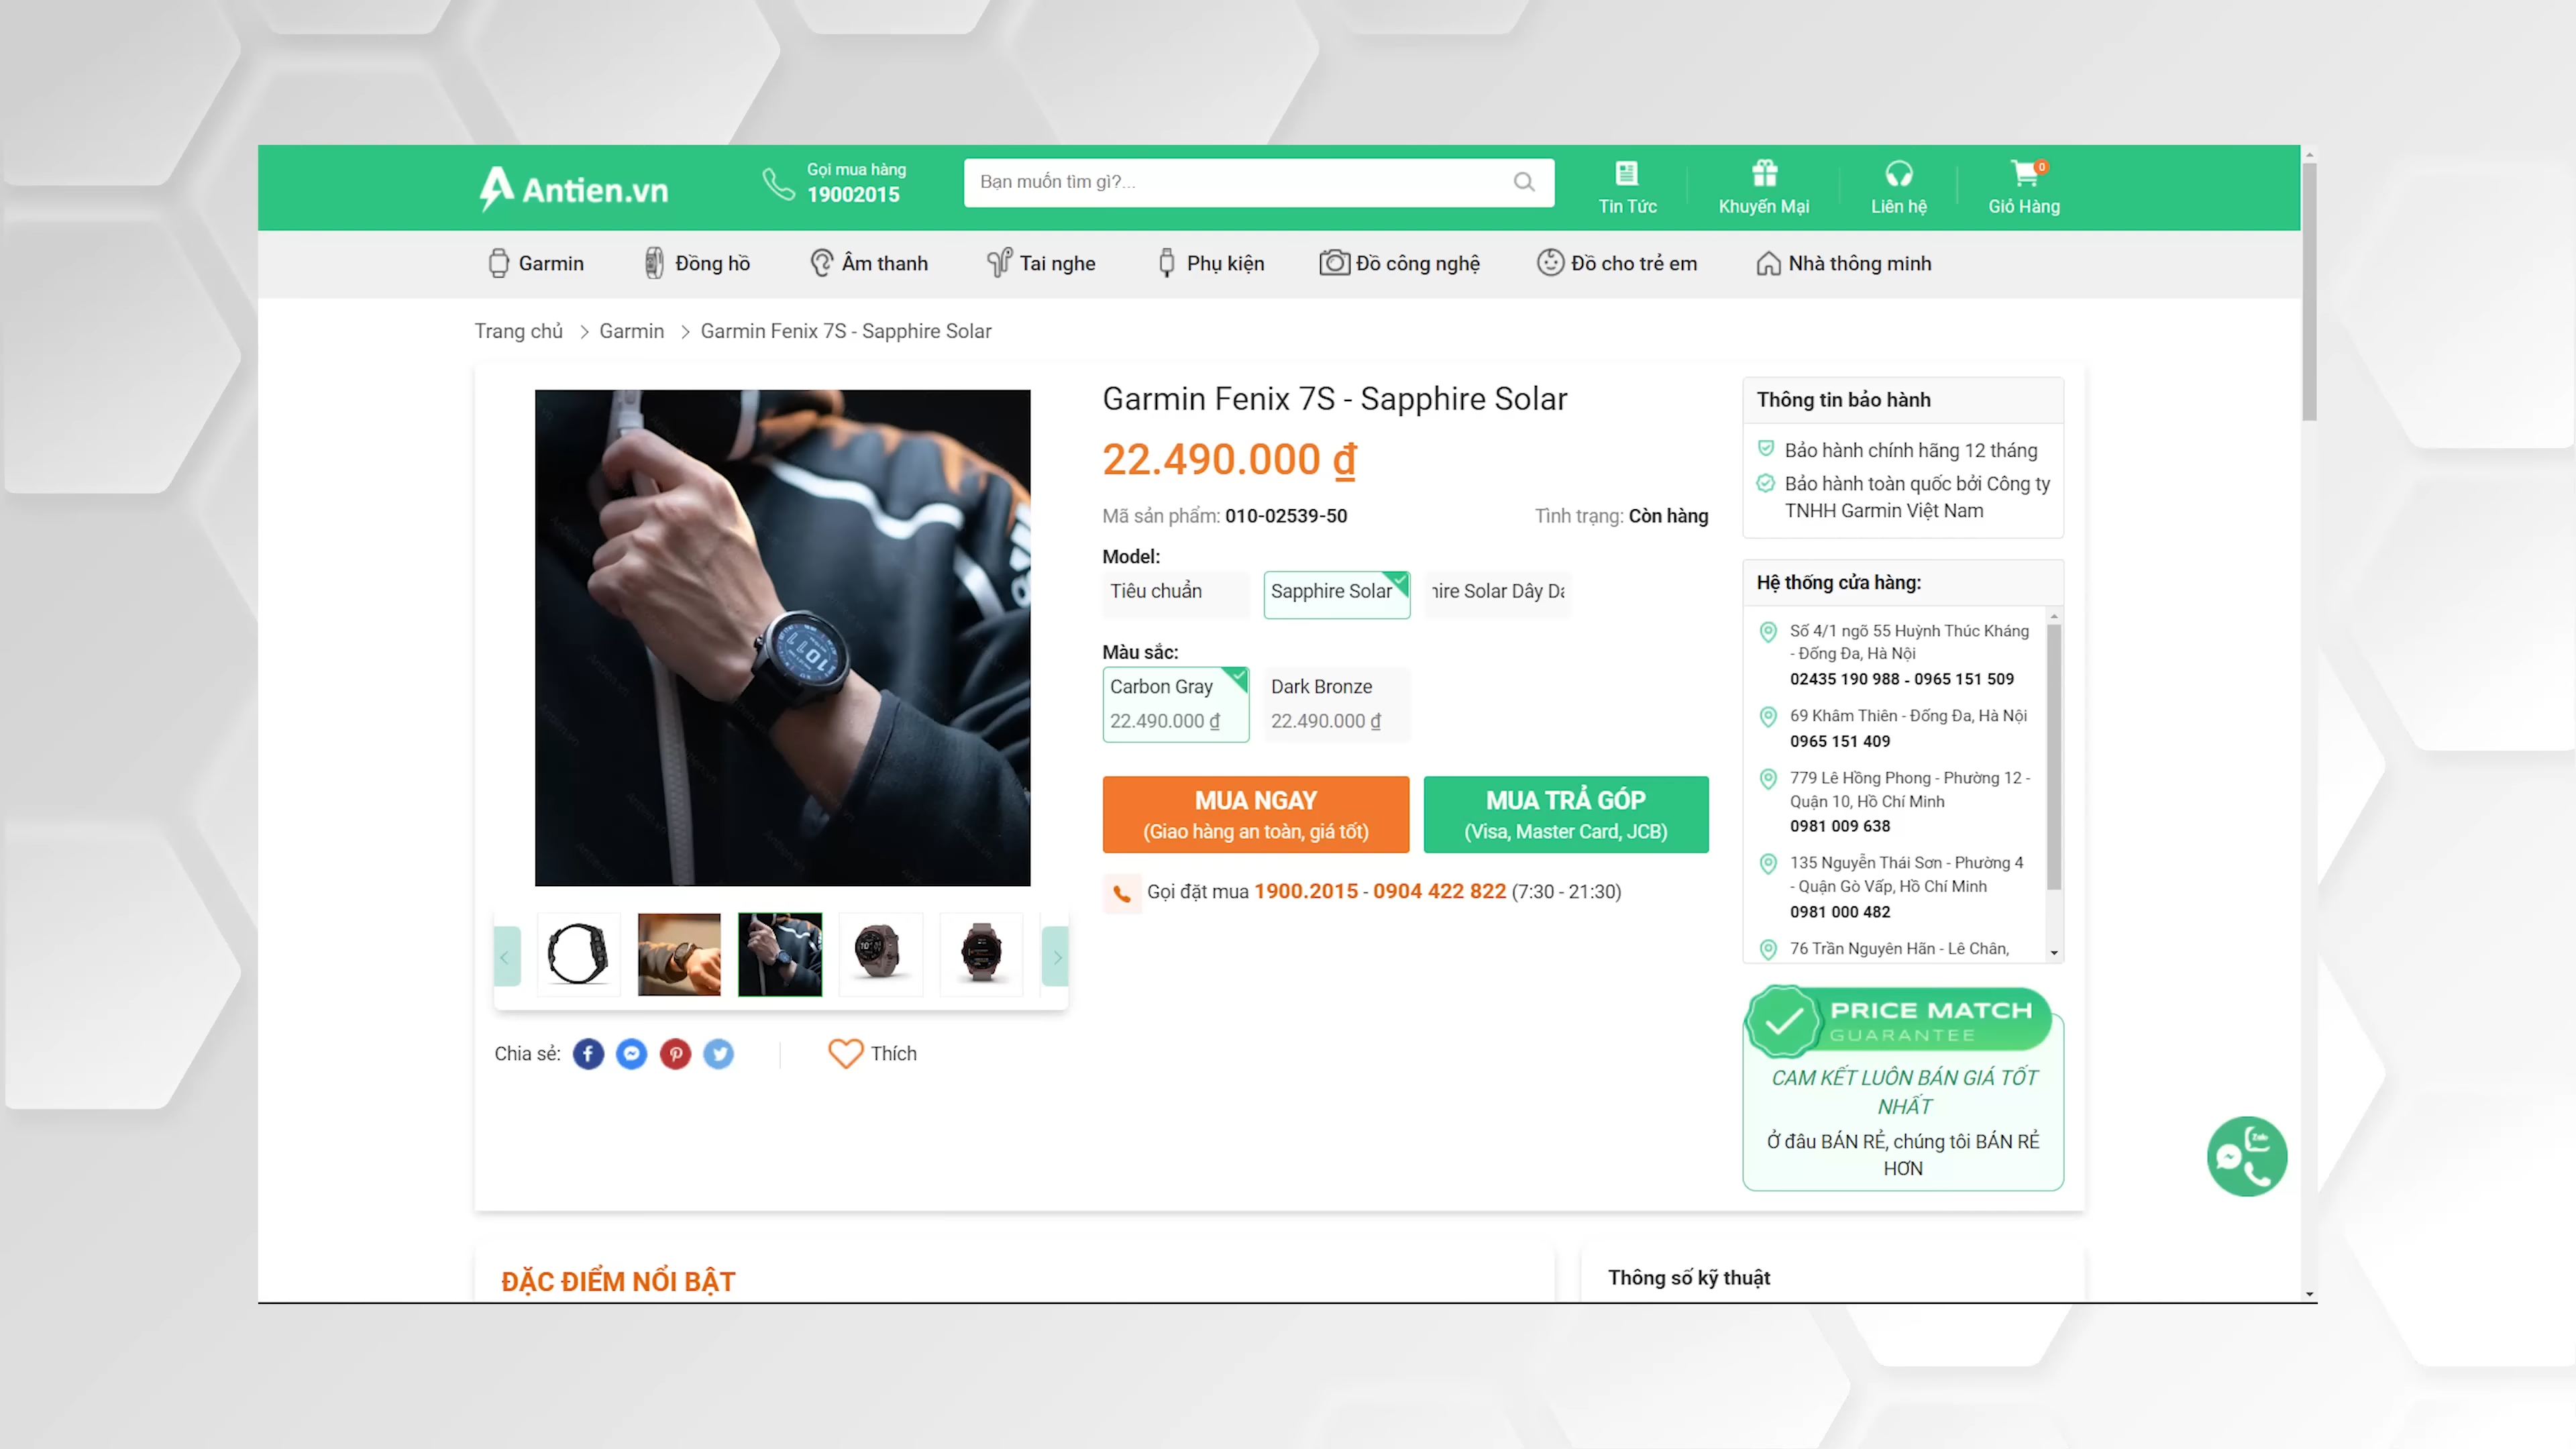 Antien.vn
Gọi mua hàng
19002015
Bạn muốn tìm gì?...
Tin Tức
Khuyến Mại
Liên hệ
0
Giỏ Hàng
Garmin
Đồng hồ
Âm thanh
Tai nghe
Phụ kiện
Đồ công nghệ
Đồ cho trẻ em
Nhà thông minh
Trang chủ > Garmin > Garmin Fenix 7S - Sapphire Solar
Garmin Fenix 7S - Sapphire Solar
22.490.000 ₫
Mã sản phẩm: 010-02539-50
Tình trạng: Còn hàng
Model:
Tiêu chuẩn
Sapphire Solar
hire Solar Dây Da
Màu sắc:
Carbon Gray
22.490.000 ₫
Dark Bronze
22.490.000 ₫
MUA NGAY
(Giao hàng an toàn, giá tốt)
MUA TRẢ GÓP
(Visa, Master Card, JCB)
Gọi đặt mua 1900.2015 - 0904 422 822 (7:30 - 21:30)
Chia sẻ:
Thích
Thông tin bảo hành
Bảo hành chính hãng 12 tháng
Bảo hành toàn quốc bởi Công ty
TNHH Garmin Việt Nam
Hệ thống cửa hàng:
Số 4/1 ngõ 55 Huỳnh Thúc Kháng
- Đống Đa, Hà Nội
02435 190 988 - 0965 151 509
69 Khâm Thiên - Đống Đa, Hà Nội
0965 151 409
779 Lê Hồng Phong - Phường 12 -
Quận 10, Hồ Chí Minh
0981 009 638
135 Nguyễn Thái Sơn - Phường 4
- Quận Gò Vấp, Hồ Chí Minh
0981 000 482
76 Trần Nguyên Hãn - Lê Chân,
PRICE MATCH
GUARANTEE
CAM KẾT LUÔN BÁN GIÁ TỐT
NHẤT
Ở đâu BÁN RẺ, chúng tôi BÁN RẺ
HƠN
Zalo
ĐẶC ĐIỂM NỔI BẬT
Thông số kỹ thuật